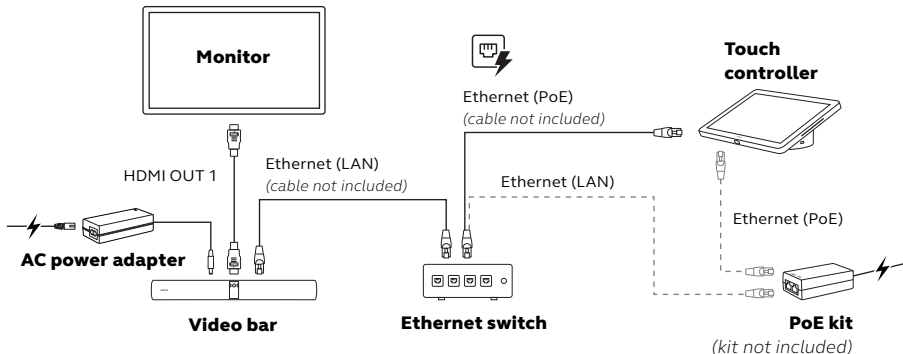 Monitor
Touch
controller
Ethernet (PoE)
(cable not included)
HDMI OUT 1
Ethernet (LAN)
(cable not included)
Ethernet (LAN)
Ethernet (PoE)
AC power adapter
Video bar
Ethernet switch
PoE kit
(kit not included)